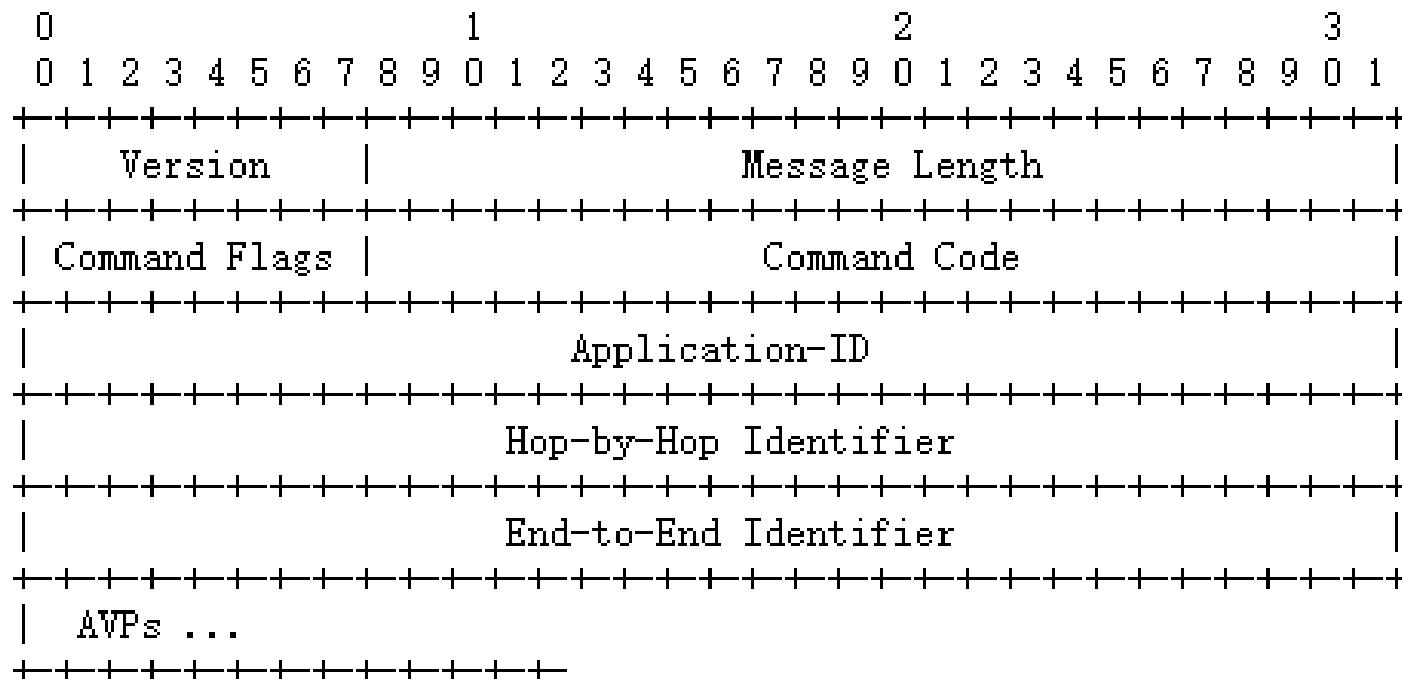 0                   1                   2                   3
0 1 2 3 4 5 6 7 8 9 0 1 2 3 4 5 6 7 8 9 0 1 2 3 4 5 6 7 8 9 0 1
+-+-+-+-+-+-+-+-+-+-+-+-+-+-+-+-+-+-+-+-+-+-+-+-+-+-+-+-+-+-+-+-+
|    Version    |                 Message Length                |
+-+-+-+-+-+-+-+-+-+-+-+-+-+-+-+-+-+-+-+-+-+-+-+-+-+-+-+-+-+-+-+-+
| Command Flags |                  Command Code                 |
+-+-+-+-+-+-+-+-+-+-+-+-+-+-+-+-+-+-+-+-+-+-+-+-+-+-+-+-+-+-+-+-+
|                         Application-ID                        |
+-+-+-+-+-+-+-+-+-+-+-+-+-+-+-+-+-+-+-+-+-+-+-+-+-+-+-+-+-+-+-+-+
|                      Hop-by-Hop Identifier                    |
+-+-+-+-+-+-+-+-+-+-+-+-+-+-+-+-+-+-+-+-+-+-+-+-+-+-+-+-+-+-+-+-+
|                      End-to-End Identifier                    |
+-+-+-+-+-+-+-+-+-+-+-+-+-+-+-+-+-+-+-+-+-+-+-+-+-+-+-+-+-+-+-+-+
|  AVPs ...
+-+-+-+-+-+-+-+-+-+-+-+-+-